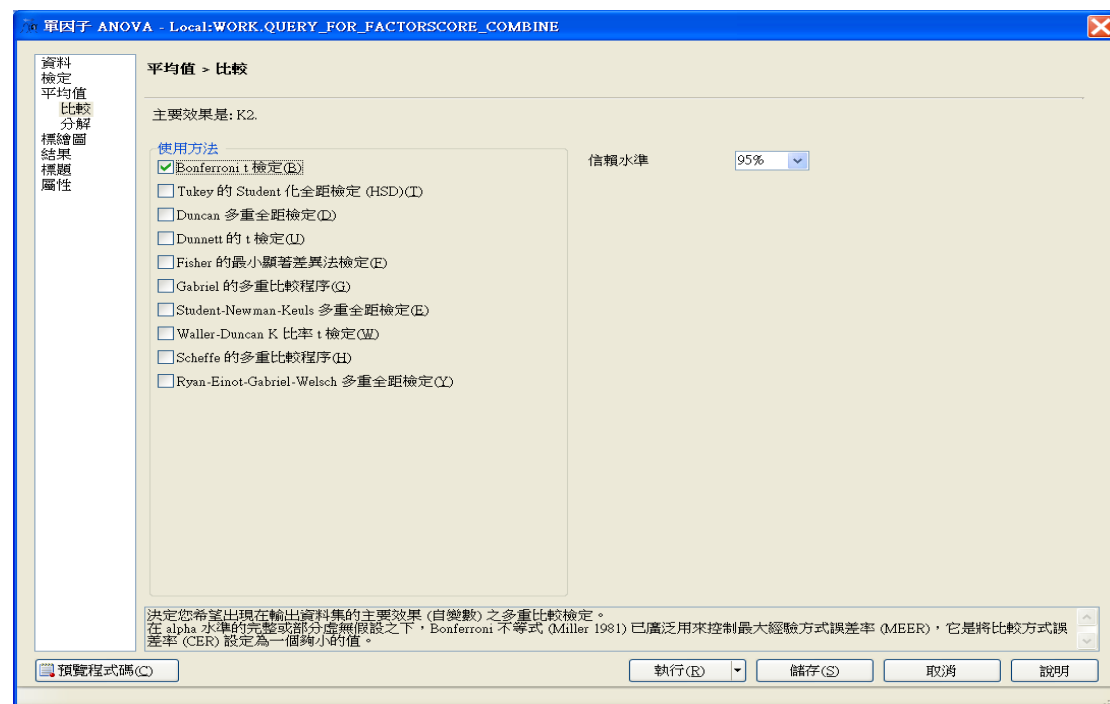 單因子 ANOVA - Local:WORK.QUERY_FOR_FACTORSCORE_COMBINE
資料
檢定
平均值
比較
分解
標繪圖
結果
標題
屬性
平均值 > 比較
主要效果是: K2.
使用方法
Bonferroni t 檢定(B)
Tukey 的 Student 化全距檢定 (HSD)(T)
Duncan 多重全距檢定(D)
Dunnett 的 t 檢定(U)
Fisher 的最小顯著差異法檢定(F)
Gabriel 的多重比較程序(G)
Student-Newman-Keuls 多重全距檢定(E)
Waller-Duncan K 比率 t 檢定(W)
Scheffe 的多重比較程序(H)
Ryan-Einot-Gabriel-Welsch 多重全距檢定(Y)
信賴水準 95%
決定您希望出現在輸出資料集的主要效果 (自變數) 之多重比較檢定。
在 alpha 水準的完整或部分虛無假設之下，Bonferroni 不等式 (Miller 1981) 已廣泛用來控制最大經驗方式誤差率 (MEER)，它是將比較方式誤
差率 (CER) 設定為一個夠小的值。
預覽程式碼(C) 執行(R) 儲存(S) 取消 說明